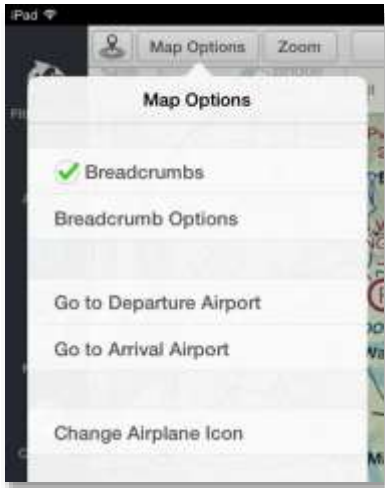 iPad
Map Options
Zoom
Map Options
Breadcrumbs
Breadcrumb Options
Go to Departure Airport
Go to Arrival Airport
Change Airplane Icon